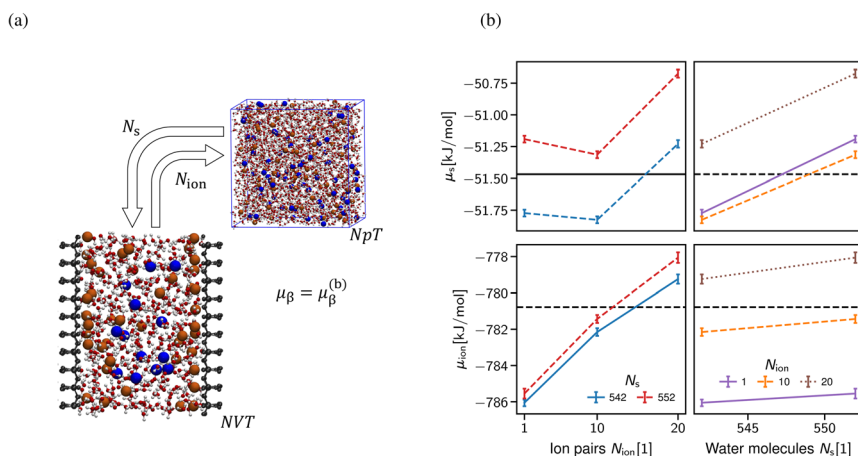 (a)
(b)
N_s
N_ion
NpT
μ_β = μ_β^(b)
NVT
μ_s [kJ/mol]
−50.75
−51.00
−51.25
−51.50
−51.75
μ_ion [kJ/mol]
−778
−780
−782
−784
−786
N_s
542 552
1 10 20
Ion pairs N_ion [1]
N_ion
1 10 20
545 550
Water molecules N_s [1]